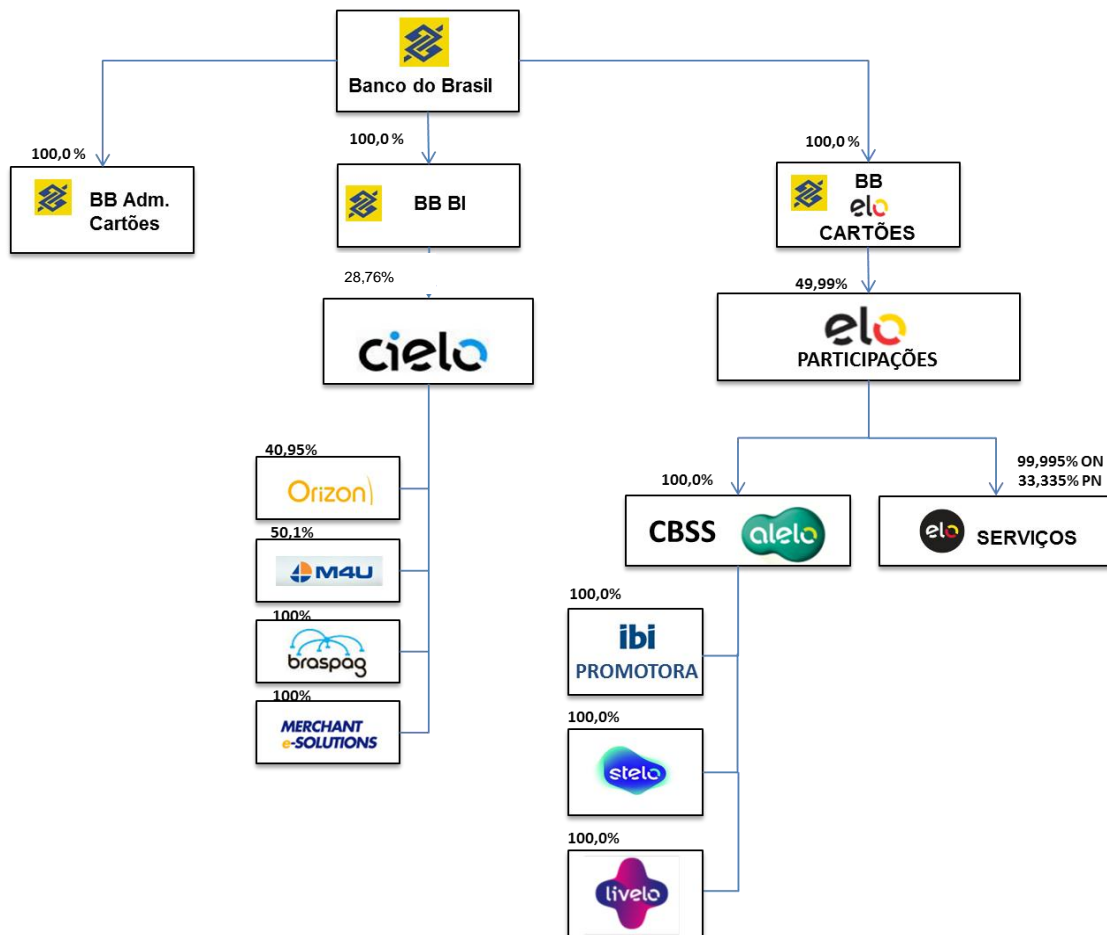 Banco do Brasil
100,0 %
BB Adm.
Cartões
100,0 %
BB BI
100,0 %
BB
elo
CARTÕES
28,76%
cielo
49,99%
elo
PARTICIPAÇÕES
40,95%
Orizon
50,1%
M4U
100%
braspag
100%
MERCHANT
e-SOLUTIONS
100,0%
CBSS
alelo
99,995% ON
33,335% PN
elo
SERVIÇOS
100,0%
ibi
PROMOTORA
100,0%
stelo
100,0%
livelo